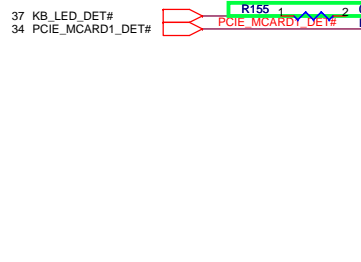 R155 1 2
37 KB_LED_DET#
PCIE_MCARD1_DET#
34 PCIE_MCARD1_DET#